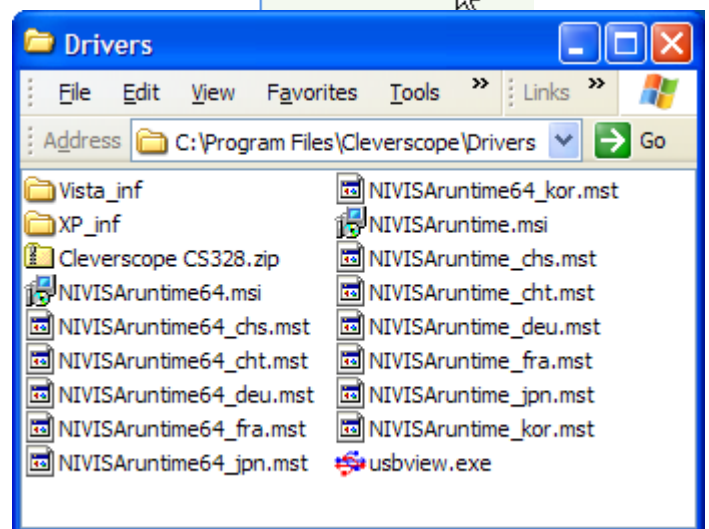 Drivers
File Edit View Favorites Tools » Links »
Address C:\Program Files\Cleverscope\Drivers Go
Vista_inf
XP_inf
Cleverscope CS328.zip
NIVISAruntime64.msi
NIVISAruntime64_chs.mst
NIVISAruntime64_cht.mst
NIVISAruntime64_deu.mst
NIVISAruntime64_fra.mst
NIVISAruntime64_jpn.mst
NIVISAruntime64_kor.mst
NIVISAruntime.msi
NIVISAruntime_chs.mst
NIVISAruntime_cht.mst
NIVISAruntime_deu.mst
NIVISAruntime_fra.mst
NIVISAruntime_jpn.mst
NIVISAruntime_kor.mst
usbview.exe